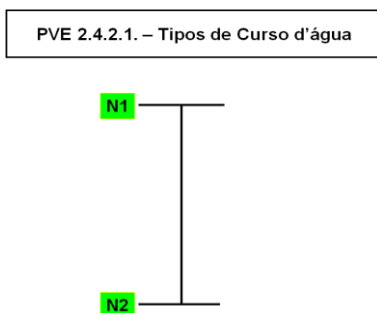 PVE 2.4.2.1. – Tipos de Curso d’água
N1
N2